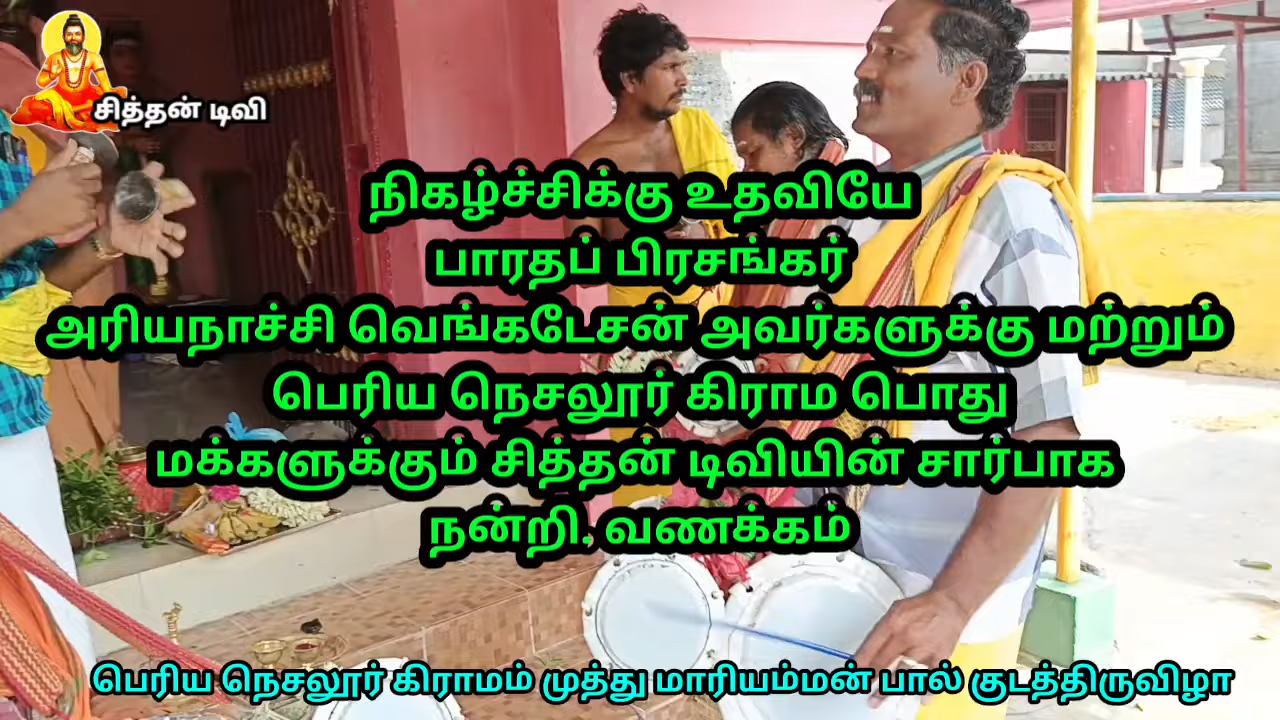 சித்தன் டிவி
நிகழ்ச்சிக்கு உதவியே
பாரதப் பிரசங்கர்
அரியநாச்சி வெங்கடேசன் அவர்களுக்கு மற்றும்
பெரிய நெசலூர் கிராம பொது
மக்களுக்கும் சித்தன் டிவியின் சார்பாக
நன்றி, வணக்கம்
பெரிய நெசலூர் கிராமம் முத்து மாரியம்மன் பால் குடத்திருவிழா